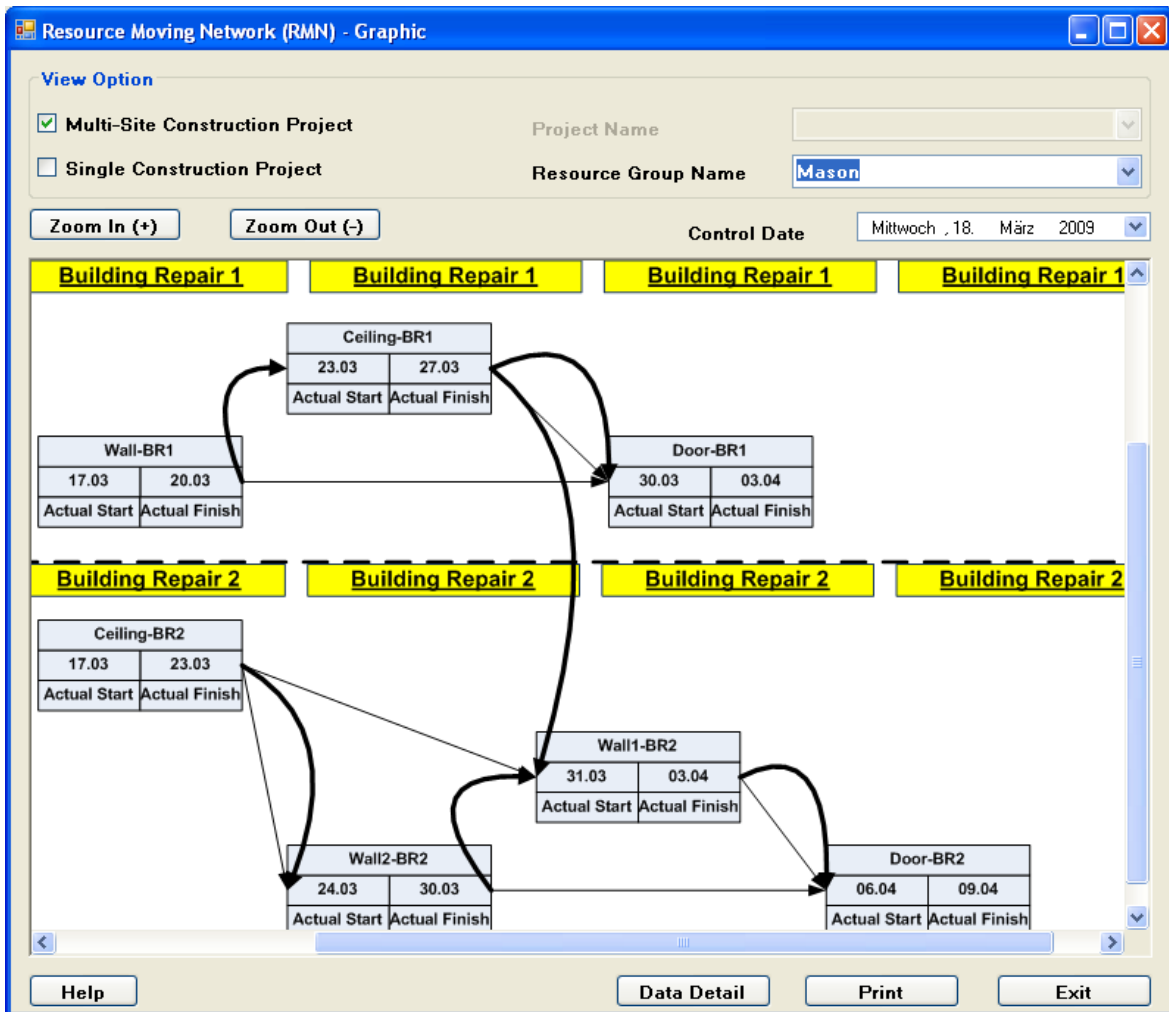 Resource Moving Network (RMN) - Graphic
View Option
Multi-Site Construction Project
Project Name
Single Construction Project
Resource Group Name
Mason
Zoom In (+)
Zoom Out (-)
Control Date
Mittwoch , 18. März 2009
Building Repair 1
Building Repair 1
Building Repair 1
Building Repair 1
Ceiling-BR1
23.03 27.03
Actual Start Actual Finish
Wall-BR1
17.03 20.03
Actual Start Actual Finish
Door-BR1
30.03 03.04
Actual Start Actual Finish
Building Repair 2
Building Repair 2
Building Repair 2
Building Repair 2
Ceiling-BR2
17.03 23.03
Actual Start Actual Finish
Wall1-BR2
31.03 03.04
Actual Start Actual Finish
Wall2-BR2
24.03 30.03
Actual Start Actual Finish
Door-BR2
06.04 09.04
Actual Start Actual Finish
Help
Data Detail
Print
Exit